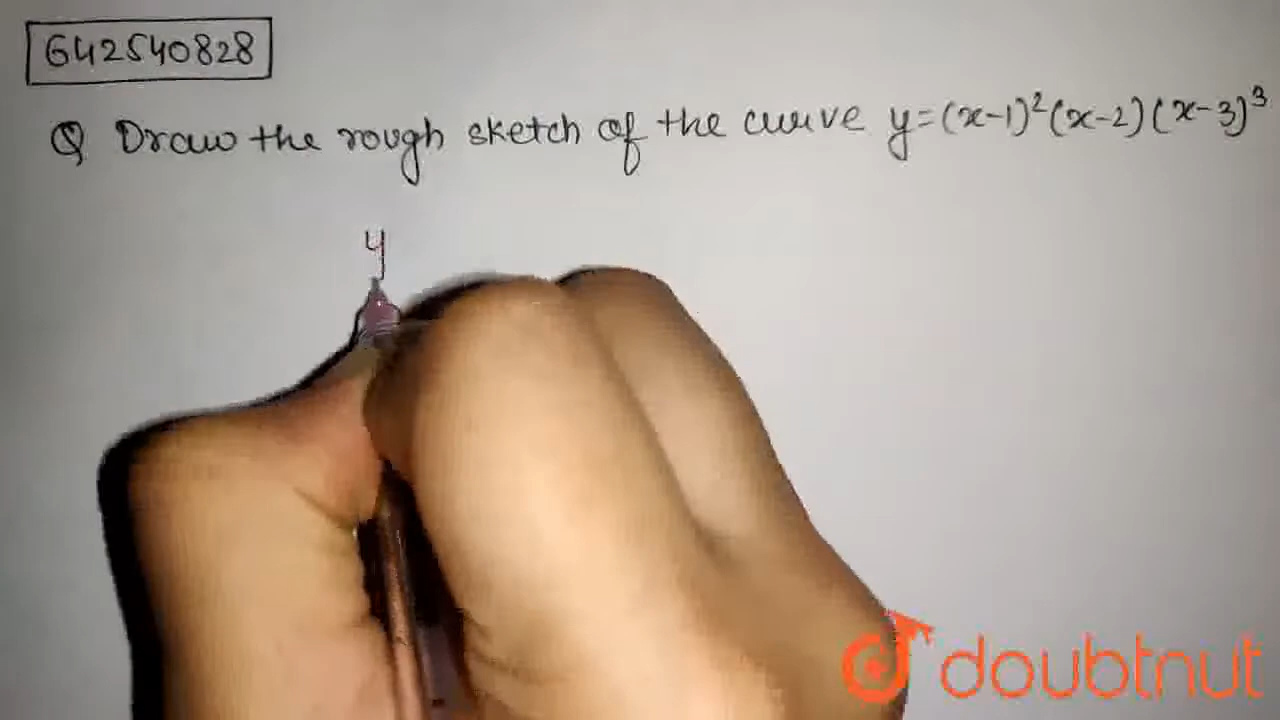 642540828
Q Draw the rough sketch of the curve y=(x-1)²(x-2)(x-3)³
y
doubtnut